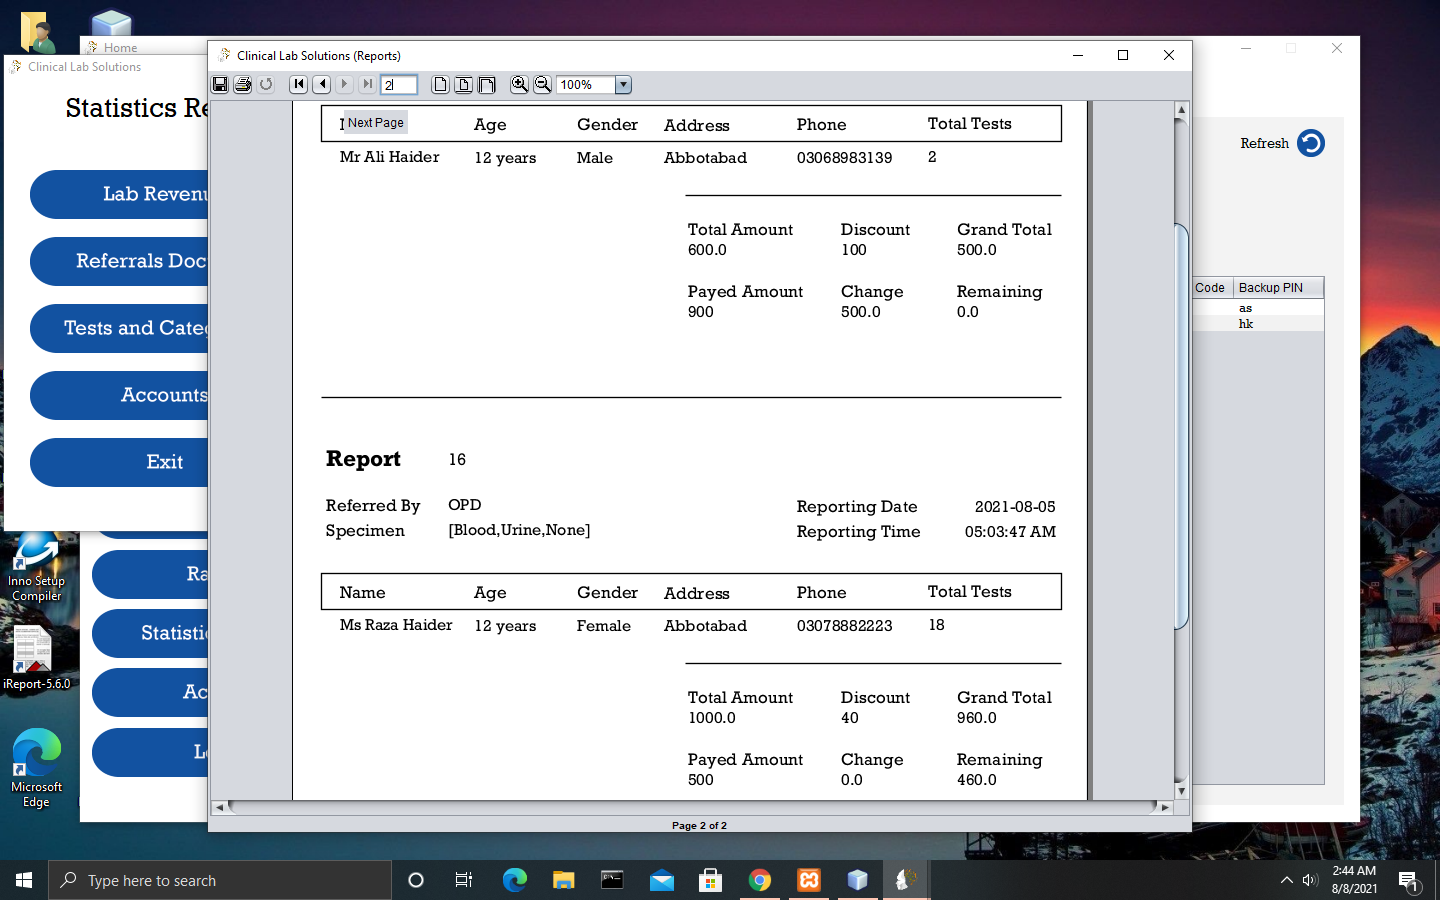 Home
Clinical Lab Solutions
Clinical Lab Solutions (Reports)
2
100%
Statistics Re
Lab Revenu
Referrals Doc
Tests and Categ
Accounts
Exit
Next Page
Age
Gender
Address
Phone
Total Tests
Mr Ali Haider
12 years
Male
Abbotabad
03068983139
2
Total Amount
Discount
Grand Total
600.0
100
500.0
Payed Amount
Change
Remaining
900
500.0
0.0
Report
16
Referred By
OPD
Reporting Date
2021-08-05
Specimen
[Blood,Urine,None]
Reporting Time
05:03:47 AM
Name
Age
Gender
Address
Phone
Total Tests
Ms Raza Haider
12 years
Female
Abbotabad
03078882223
18
Total Amount
Discount
Grand Total
1000.0
40
960.0
Payed Amount
Change
Remaining
500
0.0
460.0
Page 2 of 2
Refresh
Code
Backup PIN
as
hk
Ra
Statistic
Ac
L
Inno Setup
Compiler
iReport-5.6.0
Microsoft
Edge
Type here to search
2:44 AM
8/8/2021
1